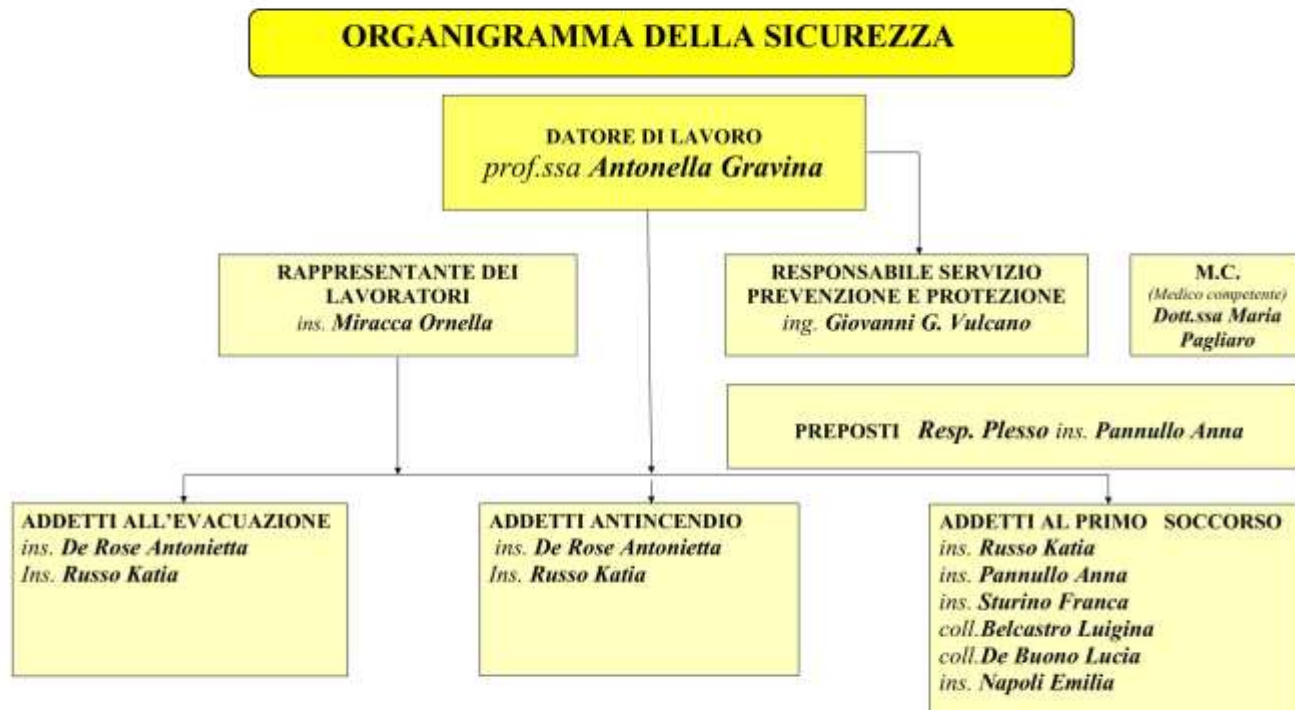 ORGANIGRAMMA DELLA SICUREZZA
DATORE DI LAVORO
prof.ssa Antonella Gravina
RAPPRESENTANTE DEI
LAVORATORI
ins. Miracca Ornella
RESPONSABILE SERVIZIO
PREVENZIONE E PROTEZIONE
ing. Giovanni G. Vulcano
M.C.
(Medico competente)
Dott.ssa Maria
Pagliaro
PREPOSTI Resp. Plesso ins. Pannullo Anna
ADDETTI ALL'EVACUAZIONE
ins. De Rose Antonietta
Ins. Russo Katia
ADDETTI ANTINCENDIO
ins. De Rose Antonietta
Ins. Russo Katia
ADDETTI AL PRIMO SOCCORSO
ins. Russo Katia
ins. Pannullo Anna
ins. Sturino Franca
coll.Belcastro Luigina
coll.De Buono Lucia
ins. Napoli Emilia